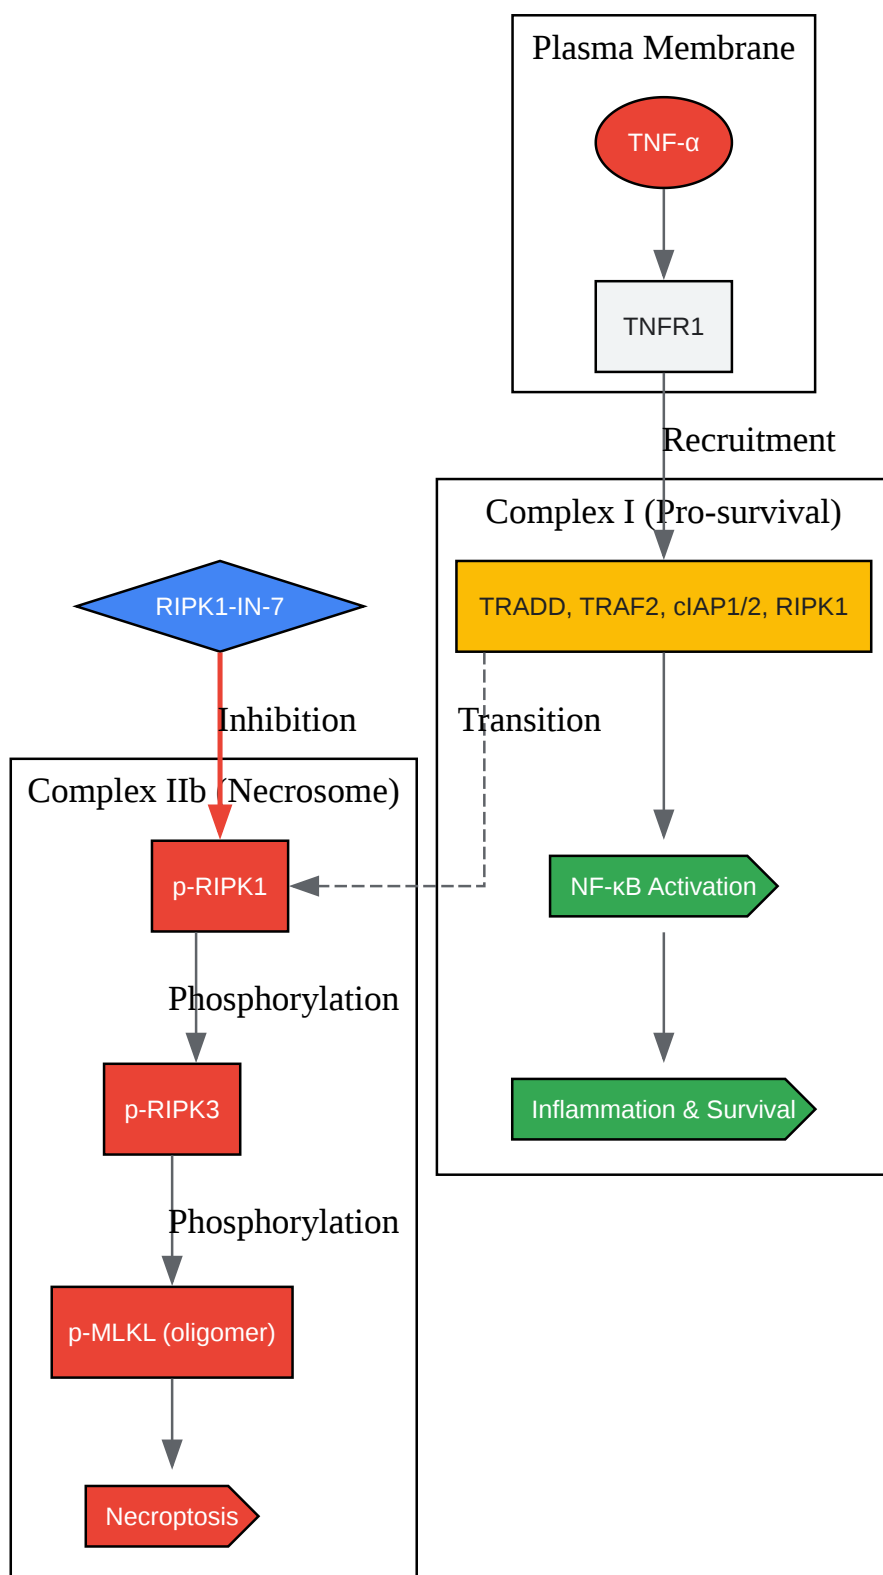 Plasma Membrane
TNF-α
TNFR1
Recruitment
Complex I (Pro-survival)
RIPK1-IN-7
TRADD, TRAF2, cIAP1/2, RIPK1
Inhibition
Transition
Complex IIb (Necrosome)
p-RIPK1
NF-κB Activation
Phosphorylation
p-RIPK3
Inflammation & Survival
Phosphorylation
p-MLKL (oligomer)
Necroptosis